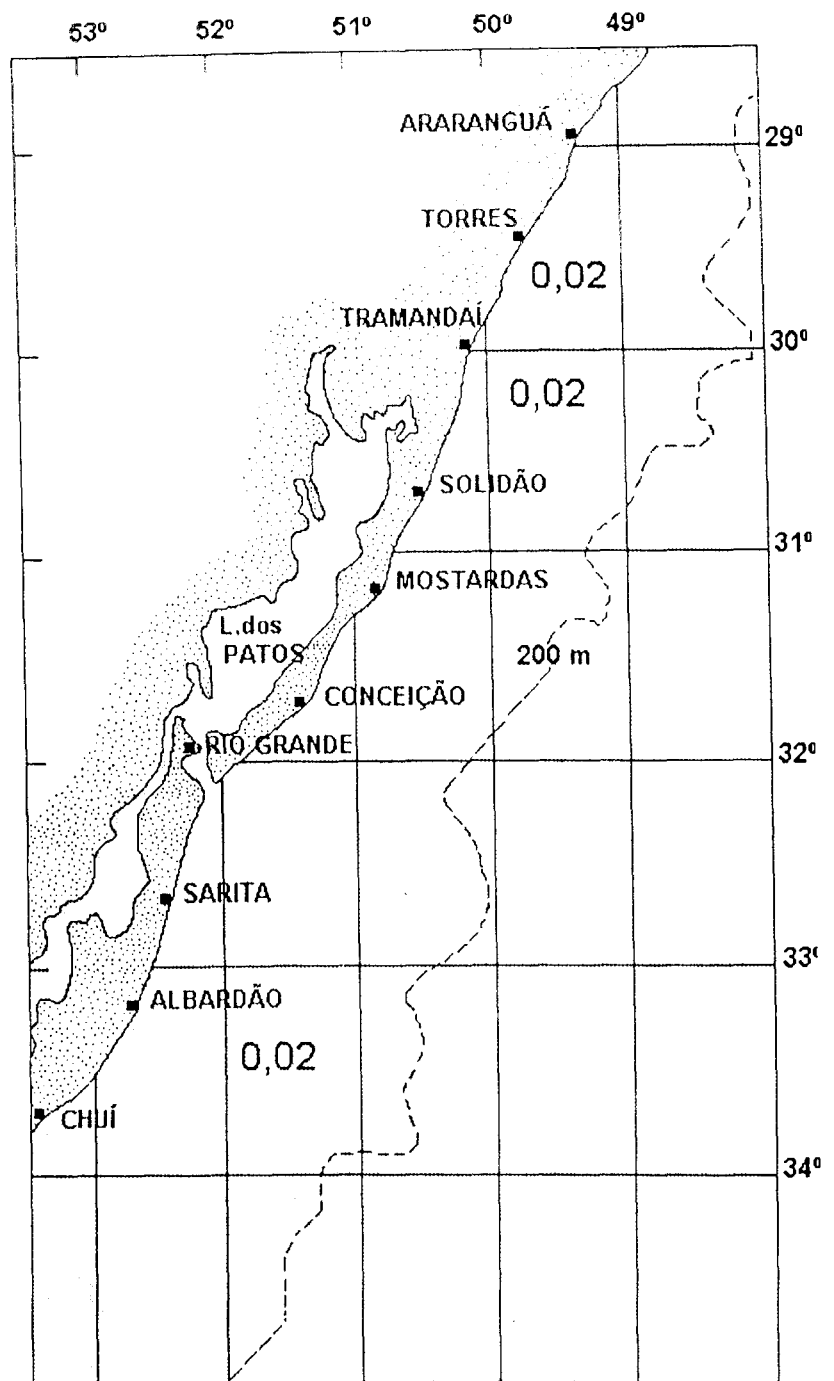 53º 52º 51º 50º 49º
ARARANGUÁ
29º
TORRES
0,02
TRAMANDAÍ
30º
0,02
SOLIDÃO
31º
MOSTARDAS
L.dos
PATOS
200 m
CONCEIÇÃO
RIO GRANDE
32º
SARITA
33º
ALBARDÃO
0,02
CHUÍ
34º